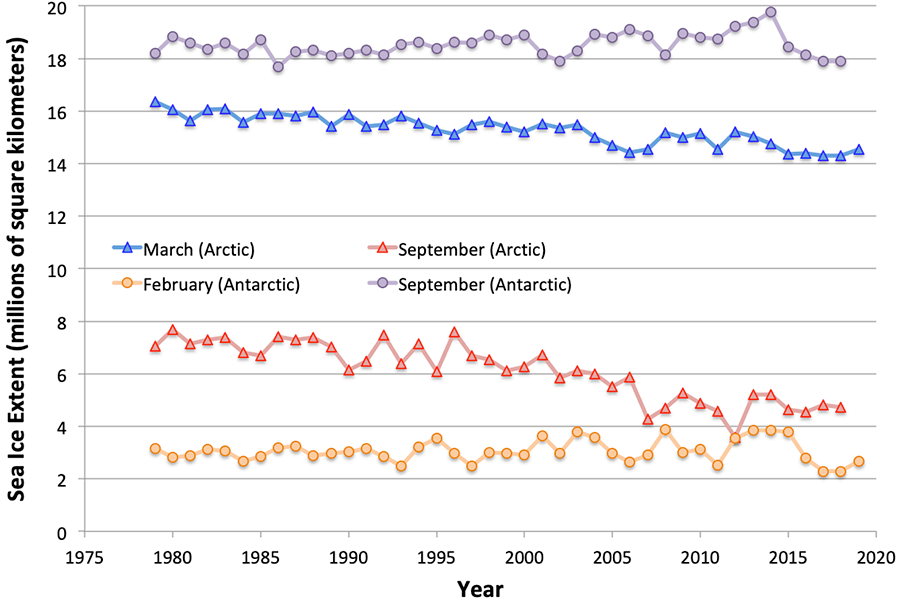 Sea Ice Extent (millions of square kilometers)
20
18
16
14
12
10
8
6
4
2
0
March (Arctic) September (Arctic)
February (Antarctic) September (Antarctic)
1975 1980 1985 1990 1995 2000 2005 2010 2015 2020
Year